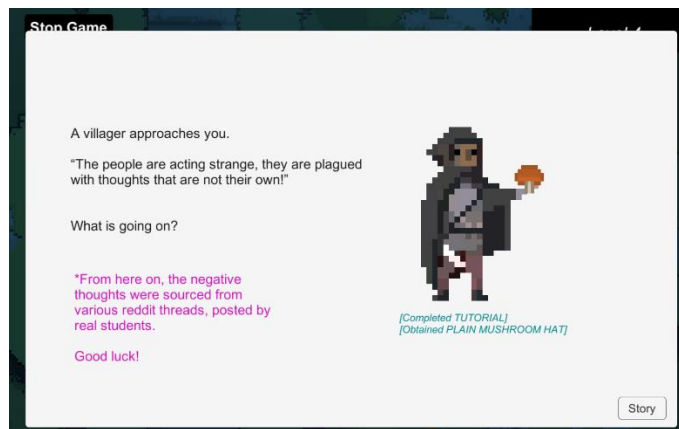 Stop Game
A villager approaches you.
“The people are acting strange, they are plagued
with thoughts that are not their own!”
What is going on?
*From here on, the negative
thoughts were sourced from
various reddit threads, posted by
real students.
Good luck!
[Completed TUTORIAL]
[Obtained PLAIN MUSHROOM HAT]
Story